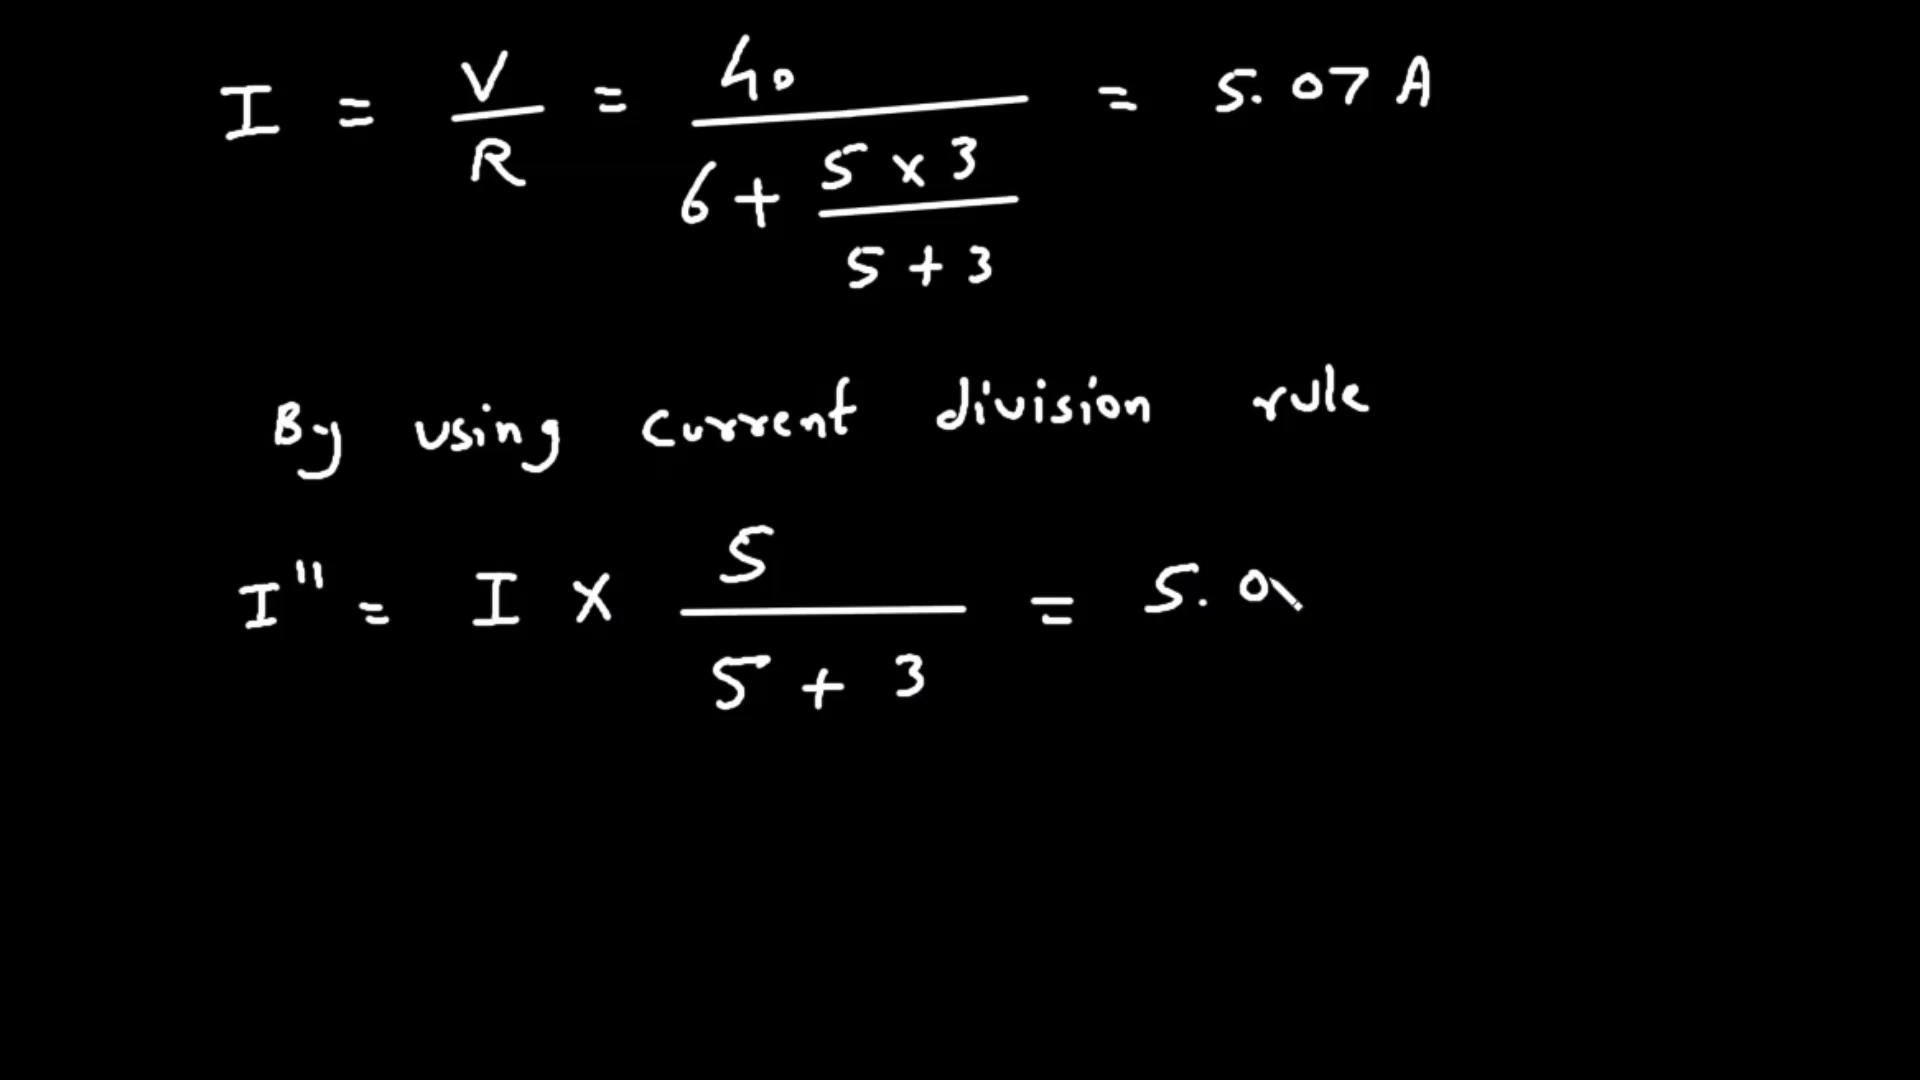 I = V/R = 40/(6 + (5 x 3)/(5 + 3)) = 5.07 A
By using current division rule
I" = I x 5/(5 + 3) = 5.0